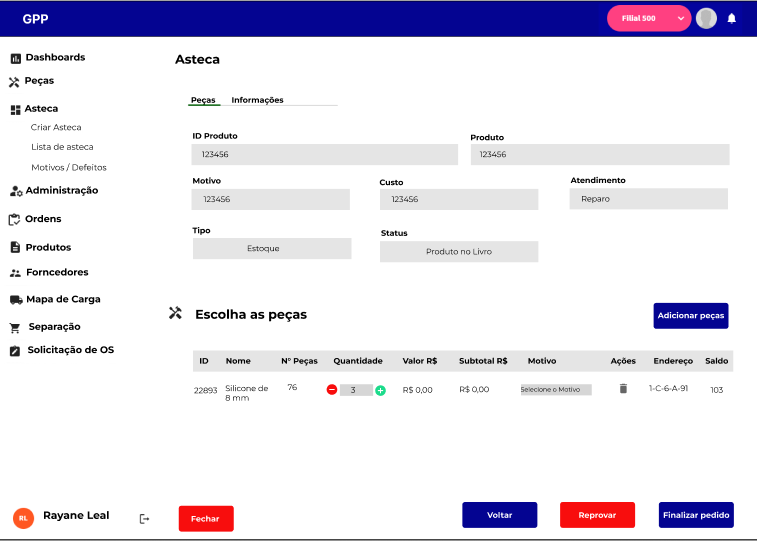 GPP
Filial 500
Dashboards
Peças
Asteca
Criar Asteca
Lista de asteca
Motivos / Defeitos
Administração
Ordens
Produtos
Forncedores
Mapa de Carga
Separação
Solicitação de OS
RL Rayane Leal
Asteca
Peças Informações
ID Produto Produto
123456 123456
Motivo Custo Atendimento
123456 123456 Reparo
Tipo Status
Estoque Produto no Livro
Escolha as peças Adicionar peças
ID Nome N° Peças Quantidade Valor R$ Subtotal R$ Motivo Ações Endereço Saldo
22893 Silicone de 76 3 R$ 0,00 R$ 0,00 Selecione o Motivo 1-C-6-A-91 103
8 mm
Fechar Voltar Reprovar Finalizar pedido